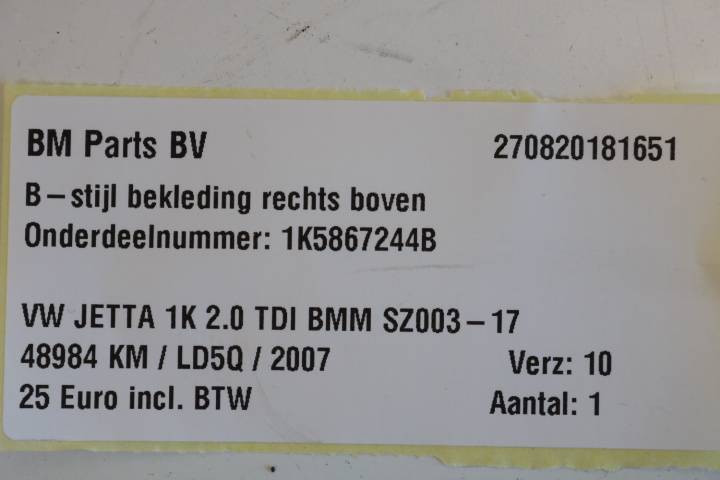 BM Parts BV 270820181651
B-stijl bekleding rechts boven
Onderdeelnummer: 1K5867244B
VW JETTA 1K 2.0 TDI BMM SZ003-17
48984 KM / LD5Q / 2007 Verz: 10
25 Euro incl. BTW Aantal: 1